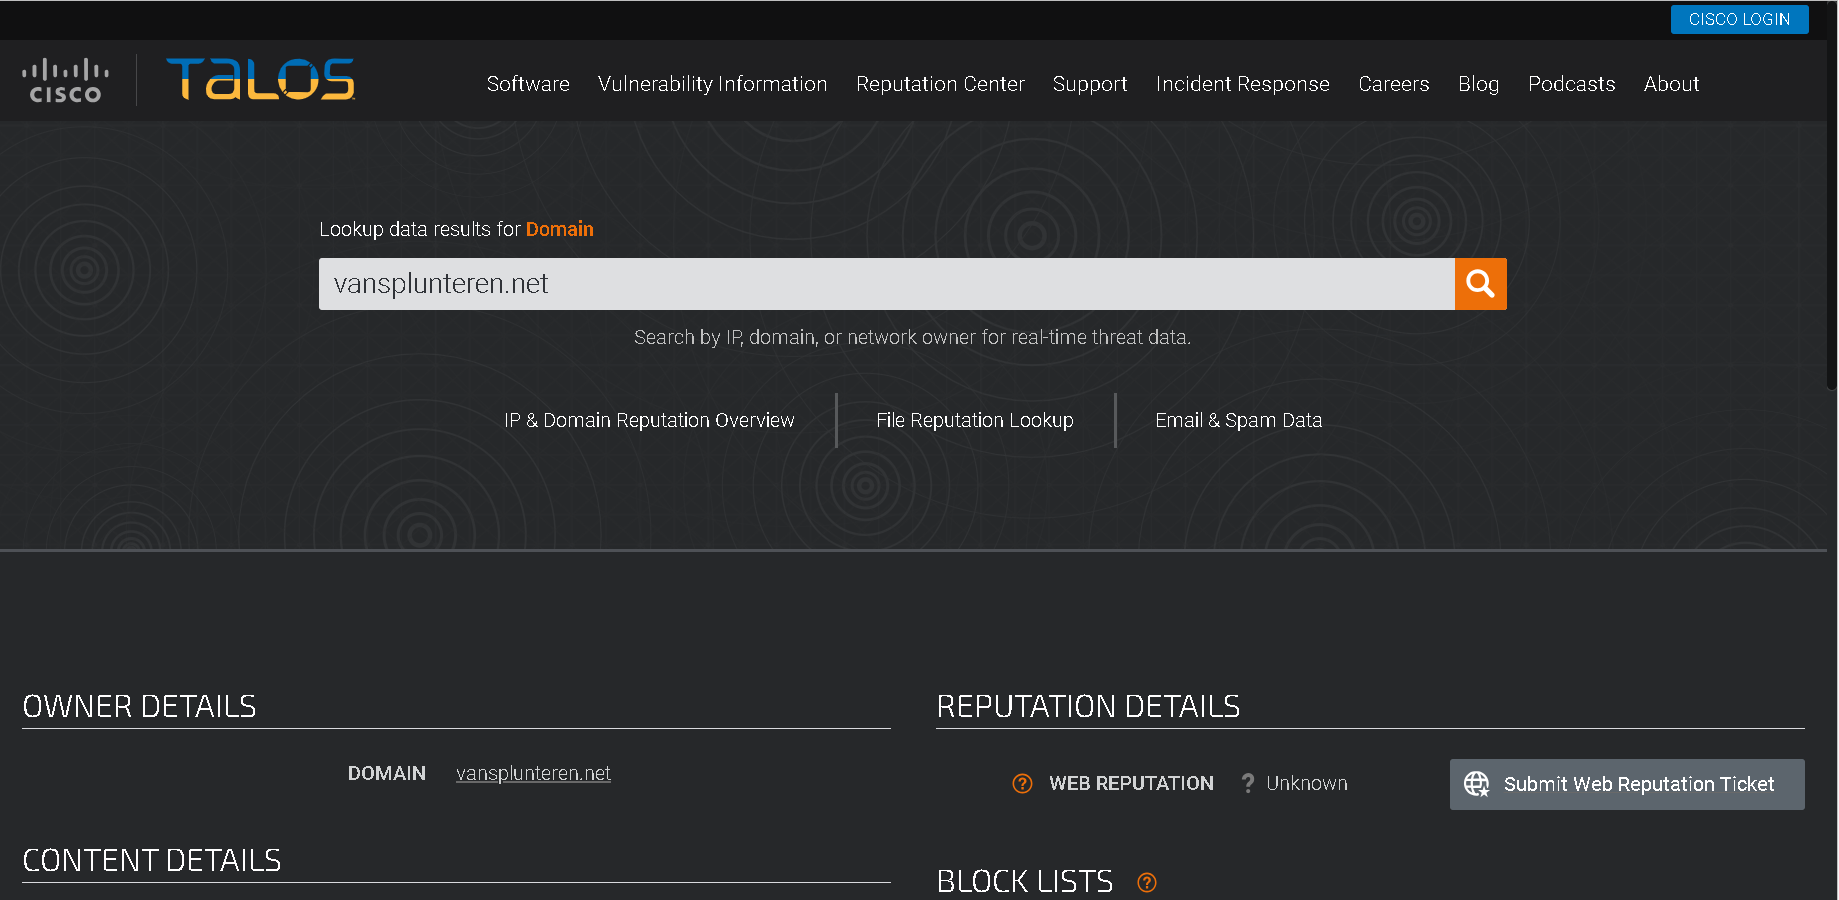 CISCO LOGIN
CISCO
TALOS
Software Vulnerability Information Reputation Center Support Incident Response Careers Blog Podcasts About
Lookup data results for Domain
vansplunteren.net
Search by IP, domain, or network owner for real-time threat data.
IP & Domain Reputation Overview
File Reputation Lookup
Email & Spam Data
OWNER DETAILS
DOMAIN vansplunteren.net
CONTENT DETAILS
REPUTATION DETAILS
? WEB REPUTATION ? Unknown
Submit Web Reputation Ticket
BLOCK LISTS ?